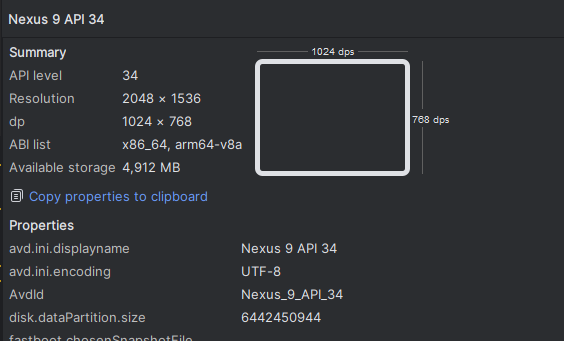 Nexus 9 API 34
Summary
API level 34
Resolution 2048 × 1536
dp 1024 × 768
ABI list x86_64, arm64-v8a
Available storage 4,912 MB
1024 dps
768 dps
Copy properties to clipboard
Properties
avd.ini.displayname Nexus 9 API 34
avd.ini.encoding UTF-8
AvdId Nexus_9_API_34
disk.dataPartition.size 6442450944
fastboot.chosenSnapshotFile